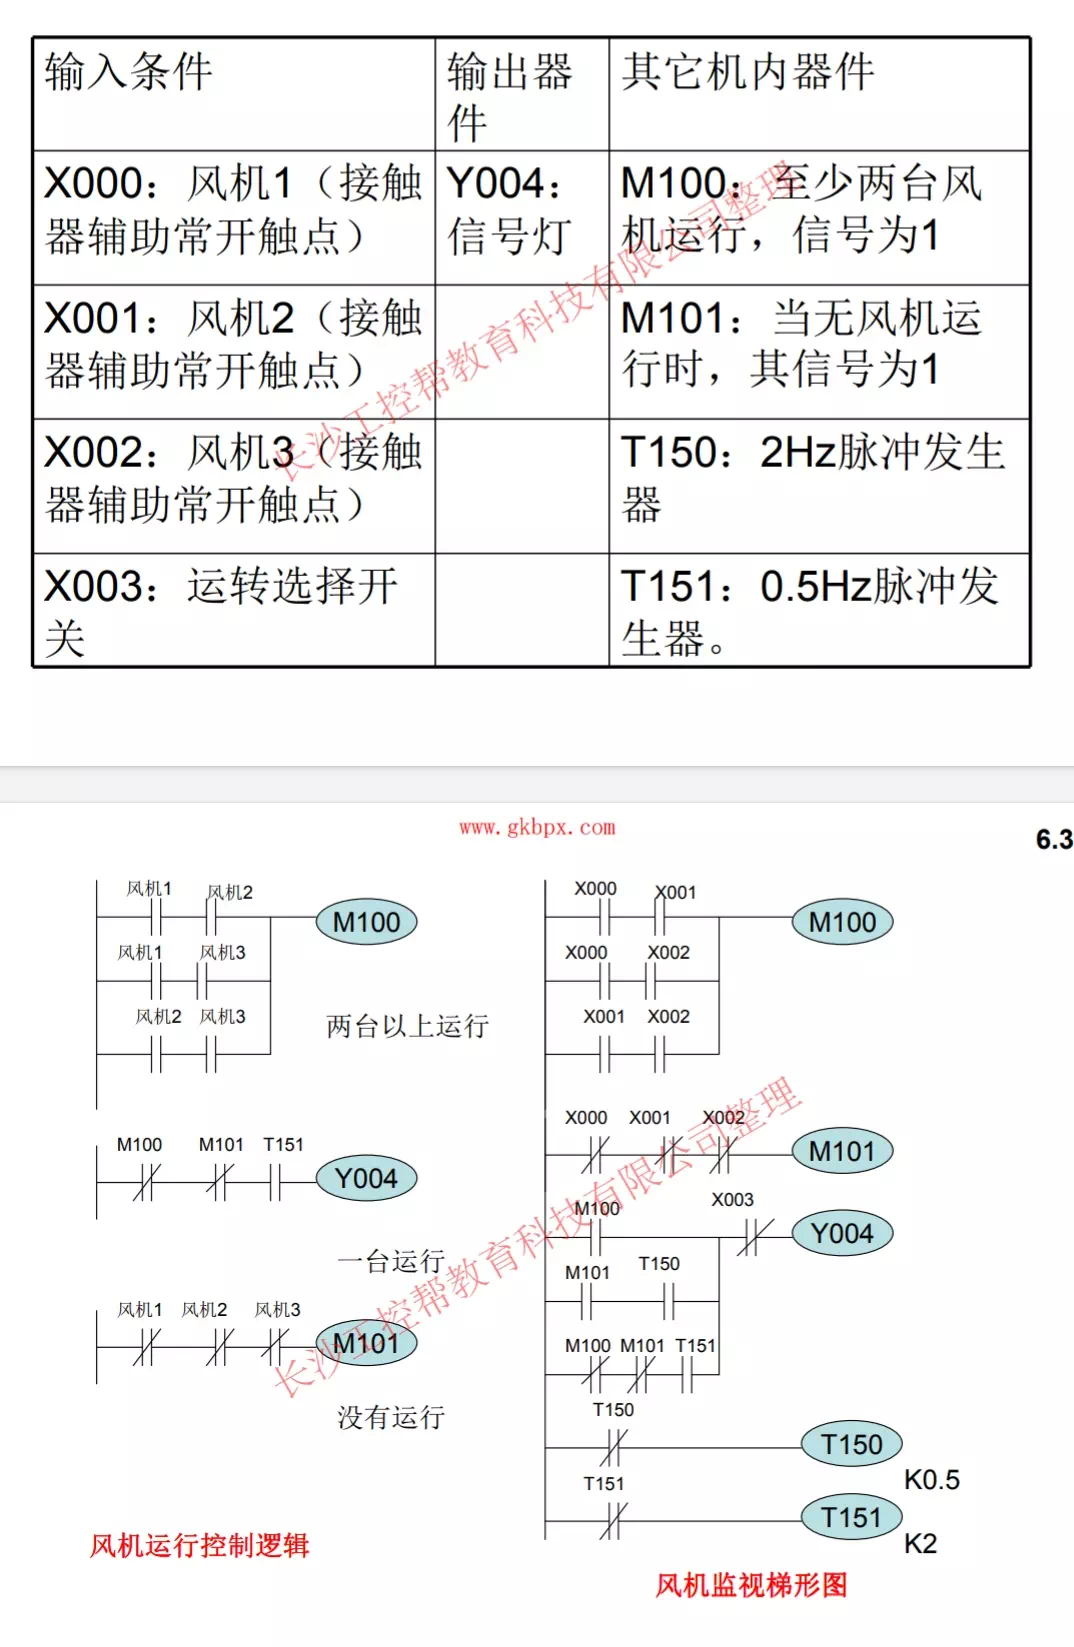 输入条件
输出器
件
其它机内器件
X000：风机1（接触
器辅助常开触点）
Y004：
信号灯
M100：至少两台风
机运行，信号为1
X001：风机2（接触
器辅助常开触点）
M101：当无风机运
行时，其信号为1
X002：风机3（接触
器辅助常开触点）
T150：2Hz脉冲发生
器
X003：运转选择开
关
T151：0.5Hz脉冲发
生器。
长沙工控帮教育科技有限公司整理
www.gkbpx.com
6.3
风机1 风机2
M100
风机1 风机3
风机2 风机3
两台以上运行
M100 M101 T151
Y004
一台运行
风机1 风机2 风机3
M101
没有运行
风机运行控制逻辑
X000 X001
M100
X000 X002
X001 X002
X000 X001 X002
M101
M100 X003
Y004
M101 T150
M100 M101 T151
T150
T150
K0.5
T151
T151
K2
风机监视梯形图
长沙工控帮教育科技有限公司整理